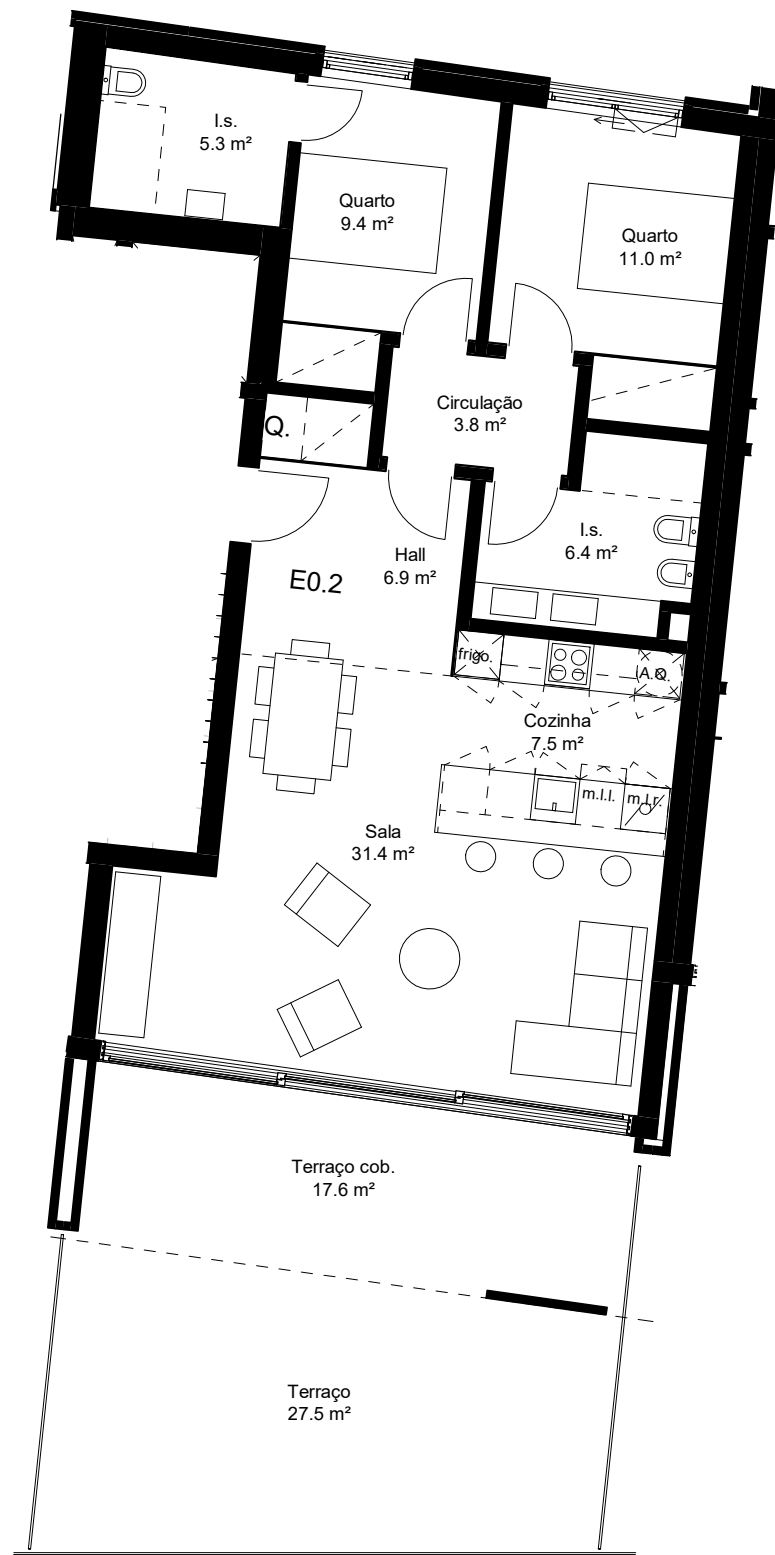 I.s.
5.3 m²
Quarto
9.4 m²
Quarto
11.0 m²
Circulação
3.8 m²
Q.
I.s.
6.4 m²
Hall
6.9 m²
E0.2
frigo.
A.Q.
Cozinha
7.5 m²
m.l.l.
m.l.r.
Sala
31.4 m²
Terraço cob.
17.6 m²
Terraço
27.5 m²